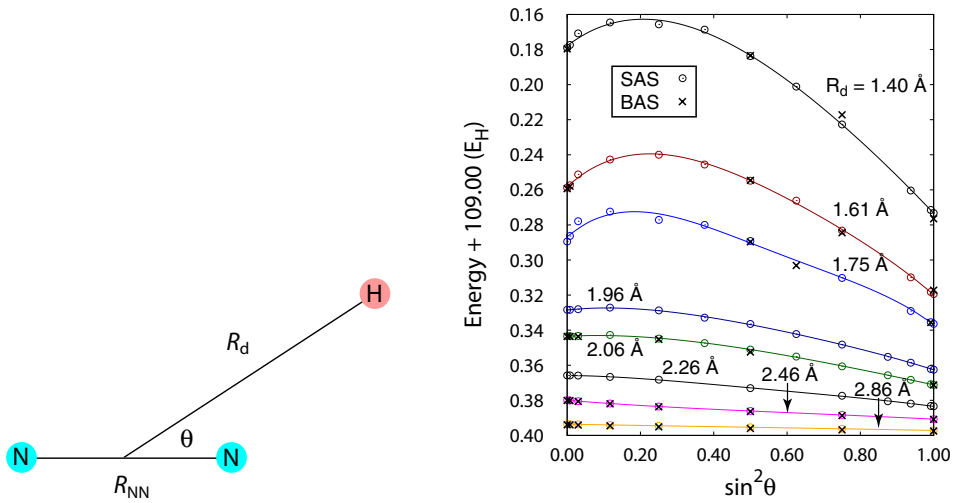 H
R_d
θ
N
N
R_NN
Energy + 109.00 (E_H)
0.16
0.18
0.20
0.22
0.24
0.26
0.28
0.30
0.32
0.34
0.36
0.38
0.40
SAS
BAS
R_d = 1.40 Å
1.61 Å
1.75 Å
1.96 Å
2.06 Å
2.26 Å
2.46 Å
2.86 Å
0.00
0.20
0.40
0.60
0.80
1.00
sin²θ